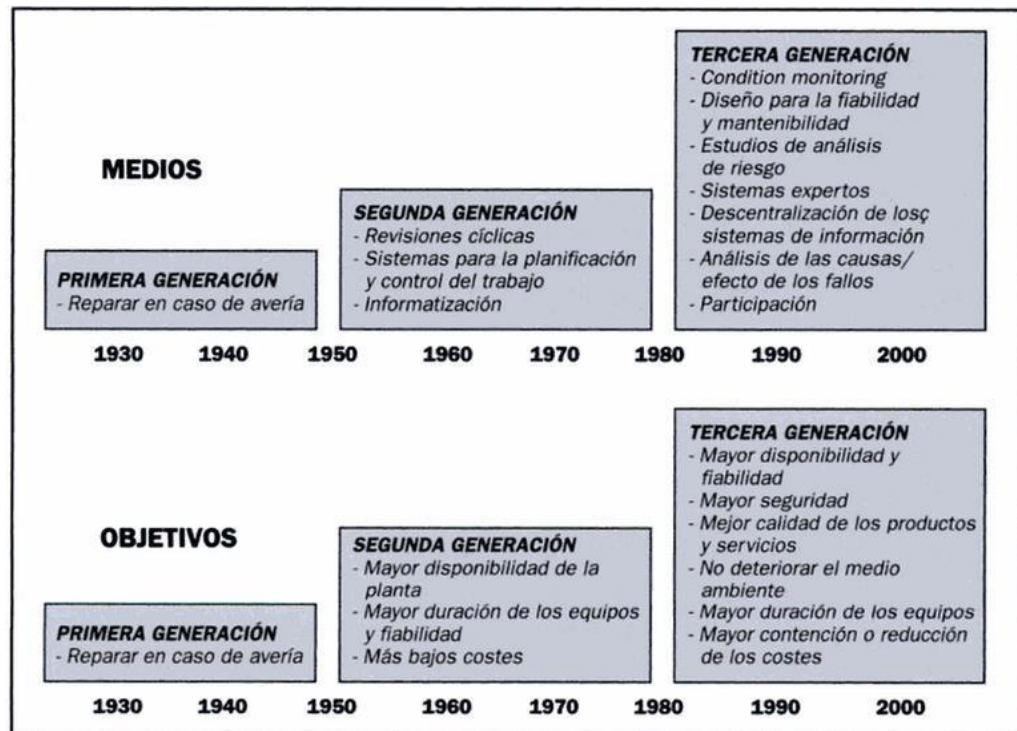 MEDIOS
PRIMERA GENERACIÓN
- Reparar en caso de avería
SEGUNDA GENERACIÓN
- Revisiones cíclicas
- Sistemas para la planificación
y control del trabajo
- Informatización
TERCERA GENERACIÓN
- Condition monitoring
- Diseño para la fiabilidad
y mantenibilidad
- Estudios de análisis
de riesgo
- Sistemas expertos
- Descentralización de losç
sistemas de información
- Análisis de las causas/
efecto de los fallos
- Participación
1930 1940 1950 1960 1970 1980 1990 2000
OBJETIVOS
PRIMERA GENERACIÓN
- Reparar en caso de avería
SEGUNDA GENERACIÓN
- Mayor disponibilidad de la
planta
- Mayor duración de los equipos
y fiabilidad
- Más bajos costes
TERCERA GENERACIÓN
- Mayor disponibilidad y
fiabilidad
- Mayor seguridad
- Mejor calidad de los productos
y servicios
- No deteriorar el medio
ambiente
- Mayor duración de los equipos
- Mayor contención o reducción
de los costes
1930 1940 1950 1960 1970 1980 1990 2000